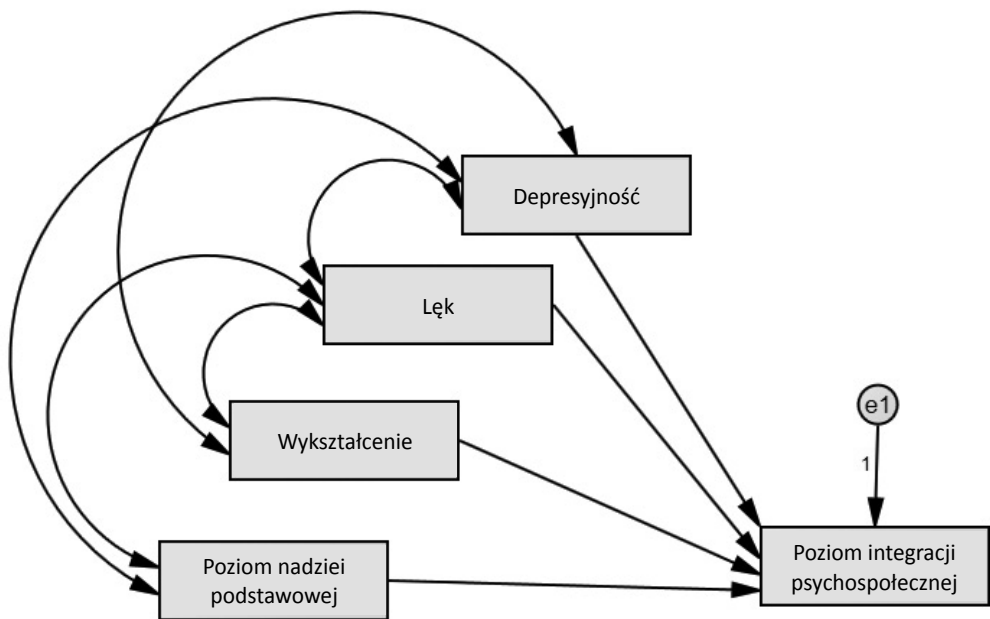 Depresyjność
Lęk
Wykształcenie
e1
1
Poziom integracji
psychospołecznej
Poziom nadziei
podstawowej